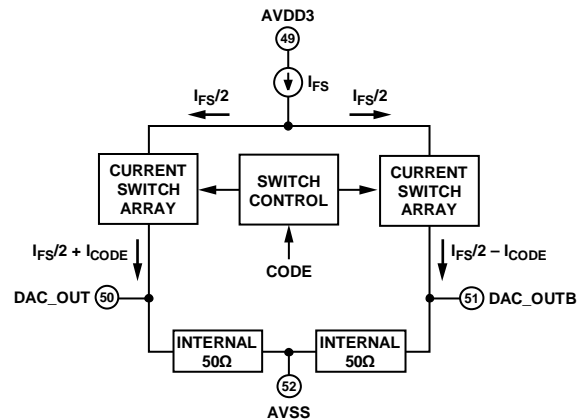 AVDD3
49
I_FS
I_FS/2
I_FS/2
CURRENT
SWITCH
ARRAY
SWITCH
CONTROL
CURRENT
SWITCH
ARRAY
CODE
I_FS/2 + I_CODE
I_FS/2 – I_CODE
DAC_OUT 50
51 DAC_OUTB
INTERNAL
50Ω
INTERNAL
50Ω
52
AVSS